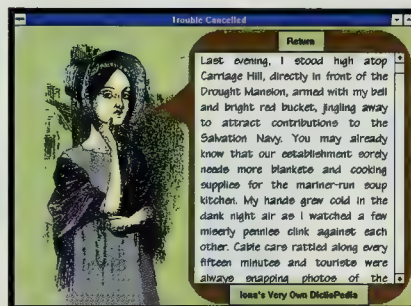 Trouble Cancelled
Return
Last evening, I stood high atop
Carriage Hill, directly in front of the
Drought Mansion, armed with my bell
and bright red bucket, jingling away
to attract contributions to the
Salvation Navy. You may already
know that our establishment sorely
needs more blankets and cooking
supplies for the mariner-run soup
kitchen. My hands grew cold in the
dank night air as I watched a few
miserly pennies clink against each
other. Cable cars rattled along every
fifteen minutes and tourists were
always snapping photos of the
Iona's Very Own DictioPedia